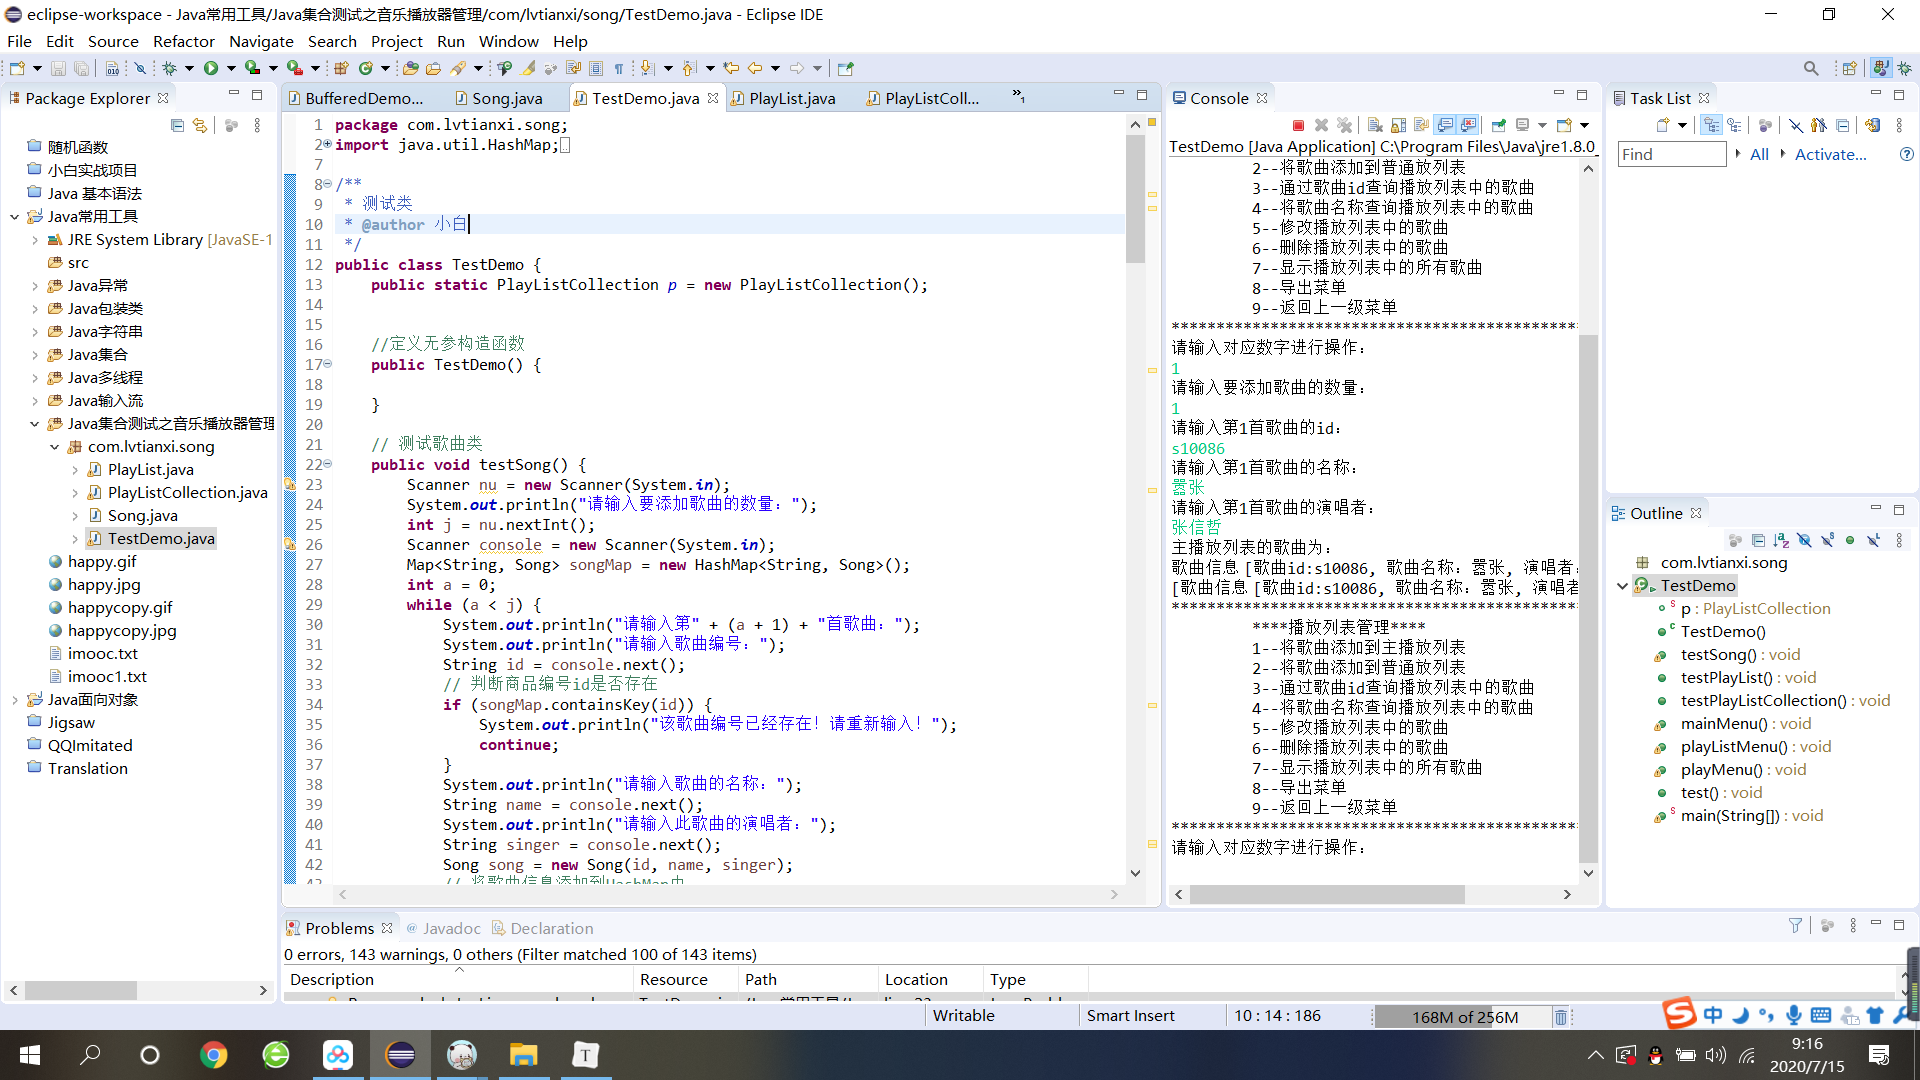 eclipse-workspace - Java常用工具/Java集合测试之音乐播放器管理/com/lvtianxi/song/TestDemo.java - Eclipse IDE
File Edit Source Refactor Navigate Search Project Run Window Help
Package Explorer
随机函数
小白实战项目
Java 基本语法
Java常用工具
JRE System Library [JavaSE-1
src
Java异常
Java包装类
Java字符串
Java集合
Java多线程
Java输入流
Java集合测试之音乐播放器管理
com.lvtianxi.song
PlayList.java
PlayListCollection.java
Song.java
TestDemo.java
happy.gif
happy.jpg
happycopy.gif
happycopy.jpg
imooc.txt
imooc1.txt
Java面向对象
Jigsaw
QQImitated
Translation
BufferedDemo... Song.java TestDemo.java PlayList.java PlayListColl... »1
1 package com.lvtianxi.song;
2 import java.util.HashMap;
7
8 /**
9 * 测试类
10 * @author 小白
11 */
12 public class TestDemo {
13 public static PlayListCollection p = new PlayListCollection();
14
15
16 //定义无参构造函数
17 public TestDemo() {
18
19 }
20
21 // 测试歌曲类
22 public void testSong() {
23 Scanner nu = new Scanner(System.in);
24 System.out.println("请输入要添加歌曲的数量：");
25 int j = nu.nextInt();
26 Scanner console = new Scanner(System.in);
27 Map<String, Song> songMap = new HashMap<String, Song>();
28 int a = 0;
29 while (a < j) {
30 System.out.println("请输入第" + (a + 1) + "首歌曲：");
31 System.out.println("请输入歌曲编号：");
32 String id = console.next();
33 // 判断商品编号id是否存在
34 if (songMap.containsKey(id)) {
35 System.out.println("该歌曲编号已经存在！请重新输入！");
36 continue;
37 }
38 System.out.println("请输入歌曲的名称：");
39 String name = console.next();
40 System.out.println("请输入此歌曲的演唱者：");
41 String singer = console.next();
42 Song song = new Song(id, name, singer);
// 将歌曲信息添加到HashMap中
Console
TestDemo [Java Application] C:\Program Files\Java\jre1.8.0_
2--将歌曲添加到普通放列表
3--通过歌曲id查询播放列表中的歌曲
4--将歌曲名称查询播放列表中的歌曲
5--修改播放列表中的歌曲
6--删除播放列表中的歌曲
7--显示播放列表中的所有歌曲
8--导出菜单
9--返回上一级菜单
*********************************************
请输入对应数字进行操作：
1
请输入要添加歌曲的数量：
1
请输入第1首歌曲的id：
s10086
请输入第1首歌曲的名称：
嚣张
请输入第1首歌曲的演唱者：
张信哲
主播放列表的歌曲为：
歌曲信息 [歌曲id:s10086, 歌曲名称：嚣张, 演唱者：
[歌曲信息 [歌曲id:s10086, 歌曲名称：嚣张, 演唱者
*********************************************
****播放列表管理****
1--将歌曲添加到主播放列表
2--将歌曲添加到普通放列表
3--通过歌曲id查询播放列表中的歌曲
4--将歌曲名称查询播放列表中的歌曲
5--修改播放列表中的歌曲
6--删除播放列表中的歌曲
7--显示播放列表中的所有歌曲
8--导出菜单
9--返回上一级菜单
*********************************************
请输入对应数字进行操作：
Task List
Find All Activate...
Outline
com.lvtianxi.song
TestDemo
p : PlayListCollection
TestDemo()
testSong() : void
testPlayList() : void
testPlayListCollection() : void
mainMenu() : void
playListMenu() : void
playMenu() : void
test() : void
main(String[]) : void
Problems Javadoc Declaration
0 errors, 143 warnings, 0 others (Filter matched 100 of 143 items)
Description Resource Path Location Type
Writable Smart Insert 10 : 14 : 186 168M of 256M
中
9:16
2020/7/15